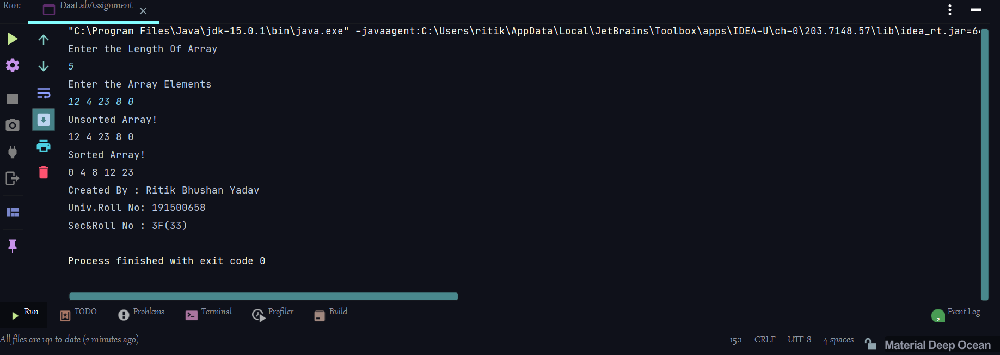 Run: DaaLabAssignment
"C:\Program Files\Java\jdk-15.0.1\bin\java.exe" -javaagent:C:\Users\ritik\AppData\Local\JetBrains\Toolbox\apps\IDEA-U\ch-0\203.7148.57\lib\idea_rt.jar=6
Enter the Length Of Array
5
Enter the Array Elements
12 4 23 8 0
Unsorted Array!
12 4 23 8 0
Sorted Array!
0 4 8 12 23
Created By : Ritik Bhushan Yadav
Univ.Roll No: 191500658
Sec&Roll No : 3F(33)
Process finished with exit code 0
Run TODO Problems Terminal Profiler Build 2 Event Log
All files are up-to-date (2 minutes ago) 15:1 CRLF UTF-8 4 spaces Material Deep Ocean